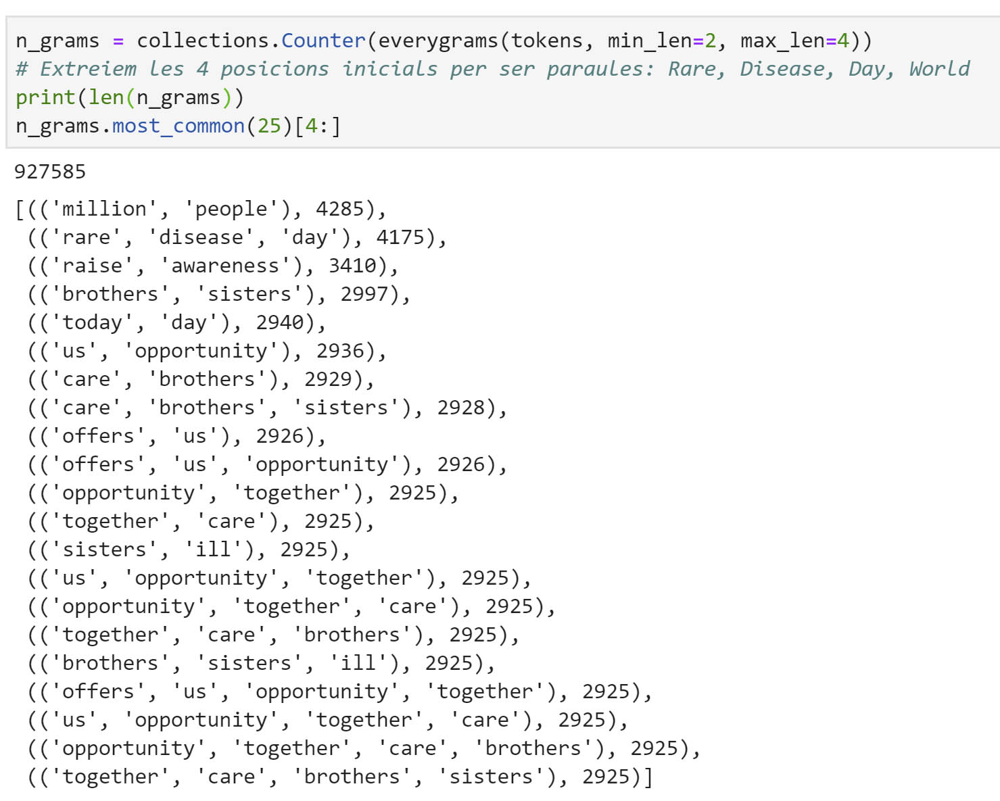 n_grams = collections.Counter(everygrams(tokens, min_len=2, max_len=4))
# Extreiem les 4 posicions inicials per ser paraules: Rare, Disease, Day, World
print(len(n_grams))
n_grams.most_common(25)[4:]
927585
[(('million', 'people'), 4285),
(('rare', 'disease', 'day'), 4175),
(('raise', 'awareness'), 3410),
(('brothers', 'sisters'), 2997),
(('today', 'day'), 2940),
(('us', 'opportunity'), 2936),
(('care', 'brothers'), 2929),
(('care', 'brothers', 'sisters'), 2928),
(('offers', 'us'), 2926),
(('offers', 'us', 'opportunity'), 2926),
(('opportunity', 'together'), 2925),
(('together', 'care'), 2925),
(('sisters', 'ill'), 2925),
(('us', 'opportunity', 'together'), 2925),
(('opportunity', 'together', 'care'), 2925),
(('together', 'care', 'brothers'), 2925),
(('brothers', 'sisters', 'ill'), 2925),
(('offers', 'us', 'opportunity', 'together'), 2925),
(('us', 'opportunity', 'together', 'care'), 2925),
(('opportunity', 'together', 'care', 'brothers'), 2925),
(('together', 'care', 'brothers', 'sisters'), 2925)]